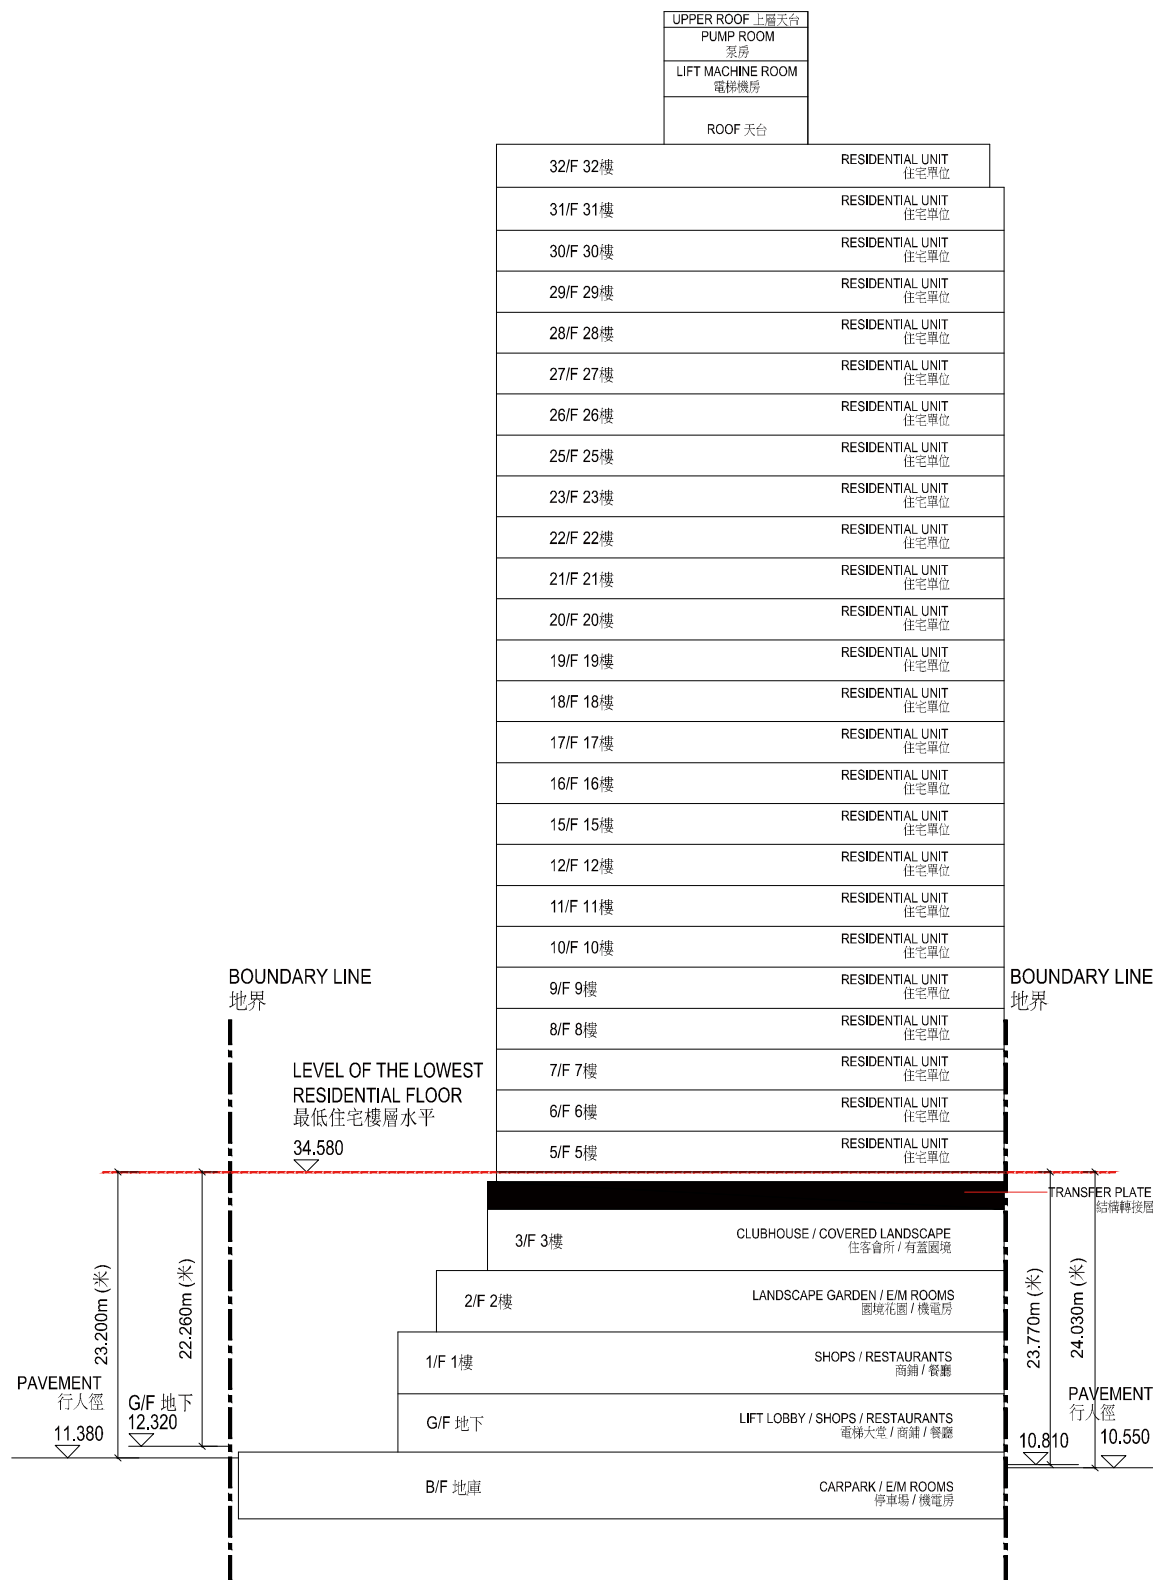 UPPER ROOF 上層天台
PUMP ROOM
泵房
LIFT MACHINE ROOM
電梯機房
ROOF 天台
32/F 32樓 RESIDENTIAL UNIT
住宅單位
31/F 31樓 RESIDENTIAL UNIT
住宅單位
30/F 30樓 RESIDENTIAL UNIT
住宅單位
29/F 29樓 RESIDENTIAL UNIT
住宅單位
28/F 28樓 RESIDENTIAL UNIT
住宅單位
27/F 27樓 RESIDENTIAL UNIT
住宅單位
26/F 26樓 RESIDENTIAL UNIT
住宅單位
25/F 25樓 RESIDENTIAL UNIT
住宅單位
23/F 23樓 RESIDENTIAL UNIT
住宅單位
22/F 22樓 RESIDENTIAL UNIT
住宅單位
21/F 21樓 RESIDENTIAL UNIT
住宅單位
20/F 20樓 RESIDENTIAL UNIT
住宅單位
19/F 19樓 RESIDENTIAL UNIT
住宅單位
18/F 18樓 RESIDENTIAL UNIT
住宅單位
17/F 17樓 RESIDENTIAL UNIT
住宅單位
16/F 16樓 RESIDENTIAL UNIT
住宅單位
15/F 15樓 RESIDENTIAL UNIT
住宅單位
12/F 12樓 RESIDENTIAL UNIT
住宅單位
11/F 11樓 RESIDENTIAL UNIT
住宅單位
10/F 10樓 RESIDENTIAL UNIT
住宅單位
9/F 9樓 RESIDENTIAL UNIT
住宅單位
8/F 8樓 RESIDENTIAL UNIT
住宅單位
7/F 7樓 RESIDENTIAL UNIT
住宅單位
6/F 6樓 RESIDENTIAL UNIT
住宅單位
5/F 5樓 RESIDENTIAL UNIT
住宅單位
BOUNDARY LINE
地界
BOUNDARY LINE
地界
LEVEL OF THE LOWEST
RESIDENTIAL FLOOR
最低住宅樓層水平
34.580
TRANSFER PLATE
結構轉接層
3/F 3樓 CLUBHOUSE / COVERED LANDSCAPE
住客會所 / 有蓋園境
2/F 2樓 LANDSCAPE GARDEN / E/M ROOMS
園境花園 / 機電房
1/F 1樓 SHOPS / RESTAURANTS
商鋪 / 餐廳
G/F 地下 LIFT LOBBY / SHOPS / RESTAURANTS
電梯大堂 / 商鋪 / 餐廳
B/F 地庫 CARPARK / E/M ROOMS
停車場 / 機電房
23.200m (米)
22.260m (米)
23.770m (米)
24.030m (米)
PAVEMENT
行人徑
11.380
G/F 地下
12.320
10.810
PAVEMENT
行人徑
10.550